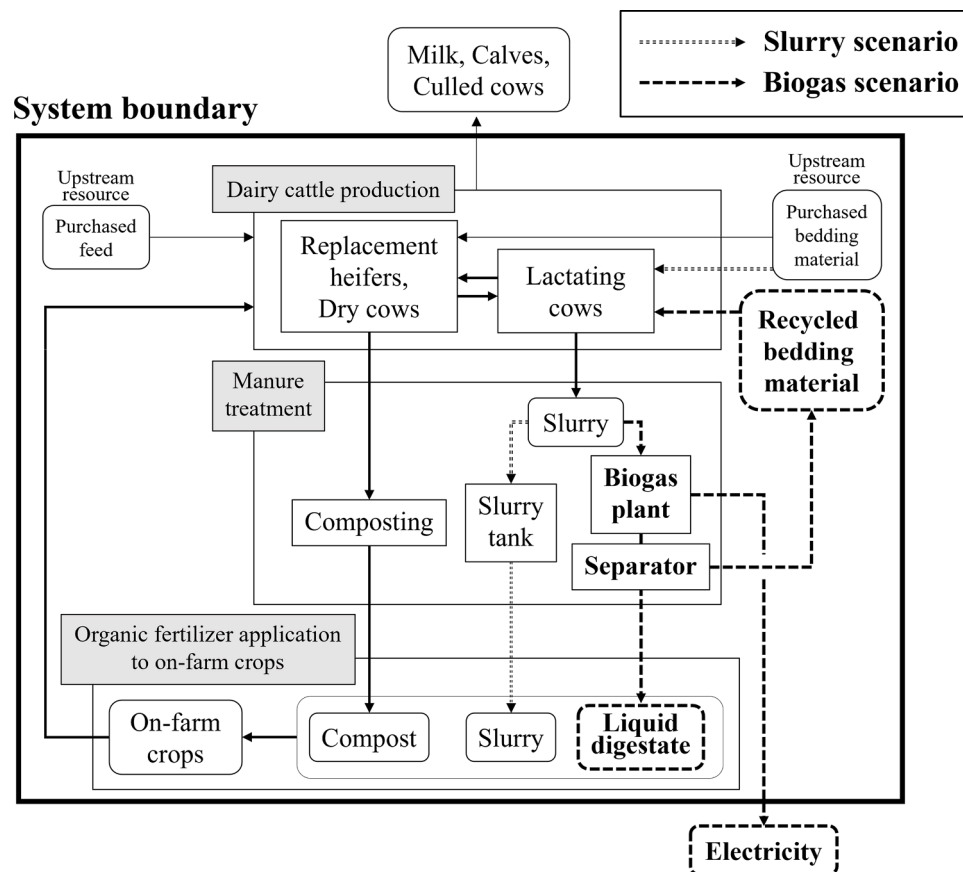 Milk, Calves,
Culled cows
Slurry scenario
Biogas scenario
System boundary
Upstream
resource
Purchased
feed
Dairy cattle production
Upstream
resource
Purchased
bedding
material
Replacement
heifers,
Dry cows
Lactating
cows
Recycled
bedding
material
Manure
treatment
Slurry
Biogas
plant
Composting
Slurry
tank
Separator
Organic fertilizer application
to on-farm crops
On-farm
crops
Compost
Slurry
Liquid
digestate
Electricity